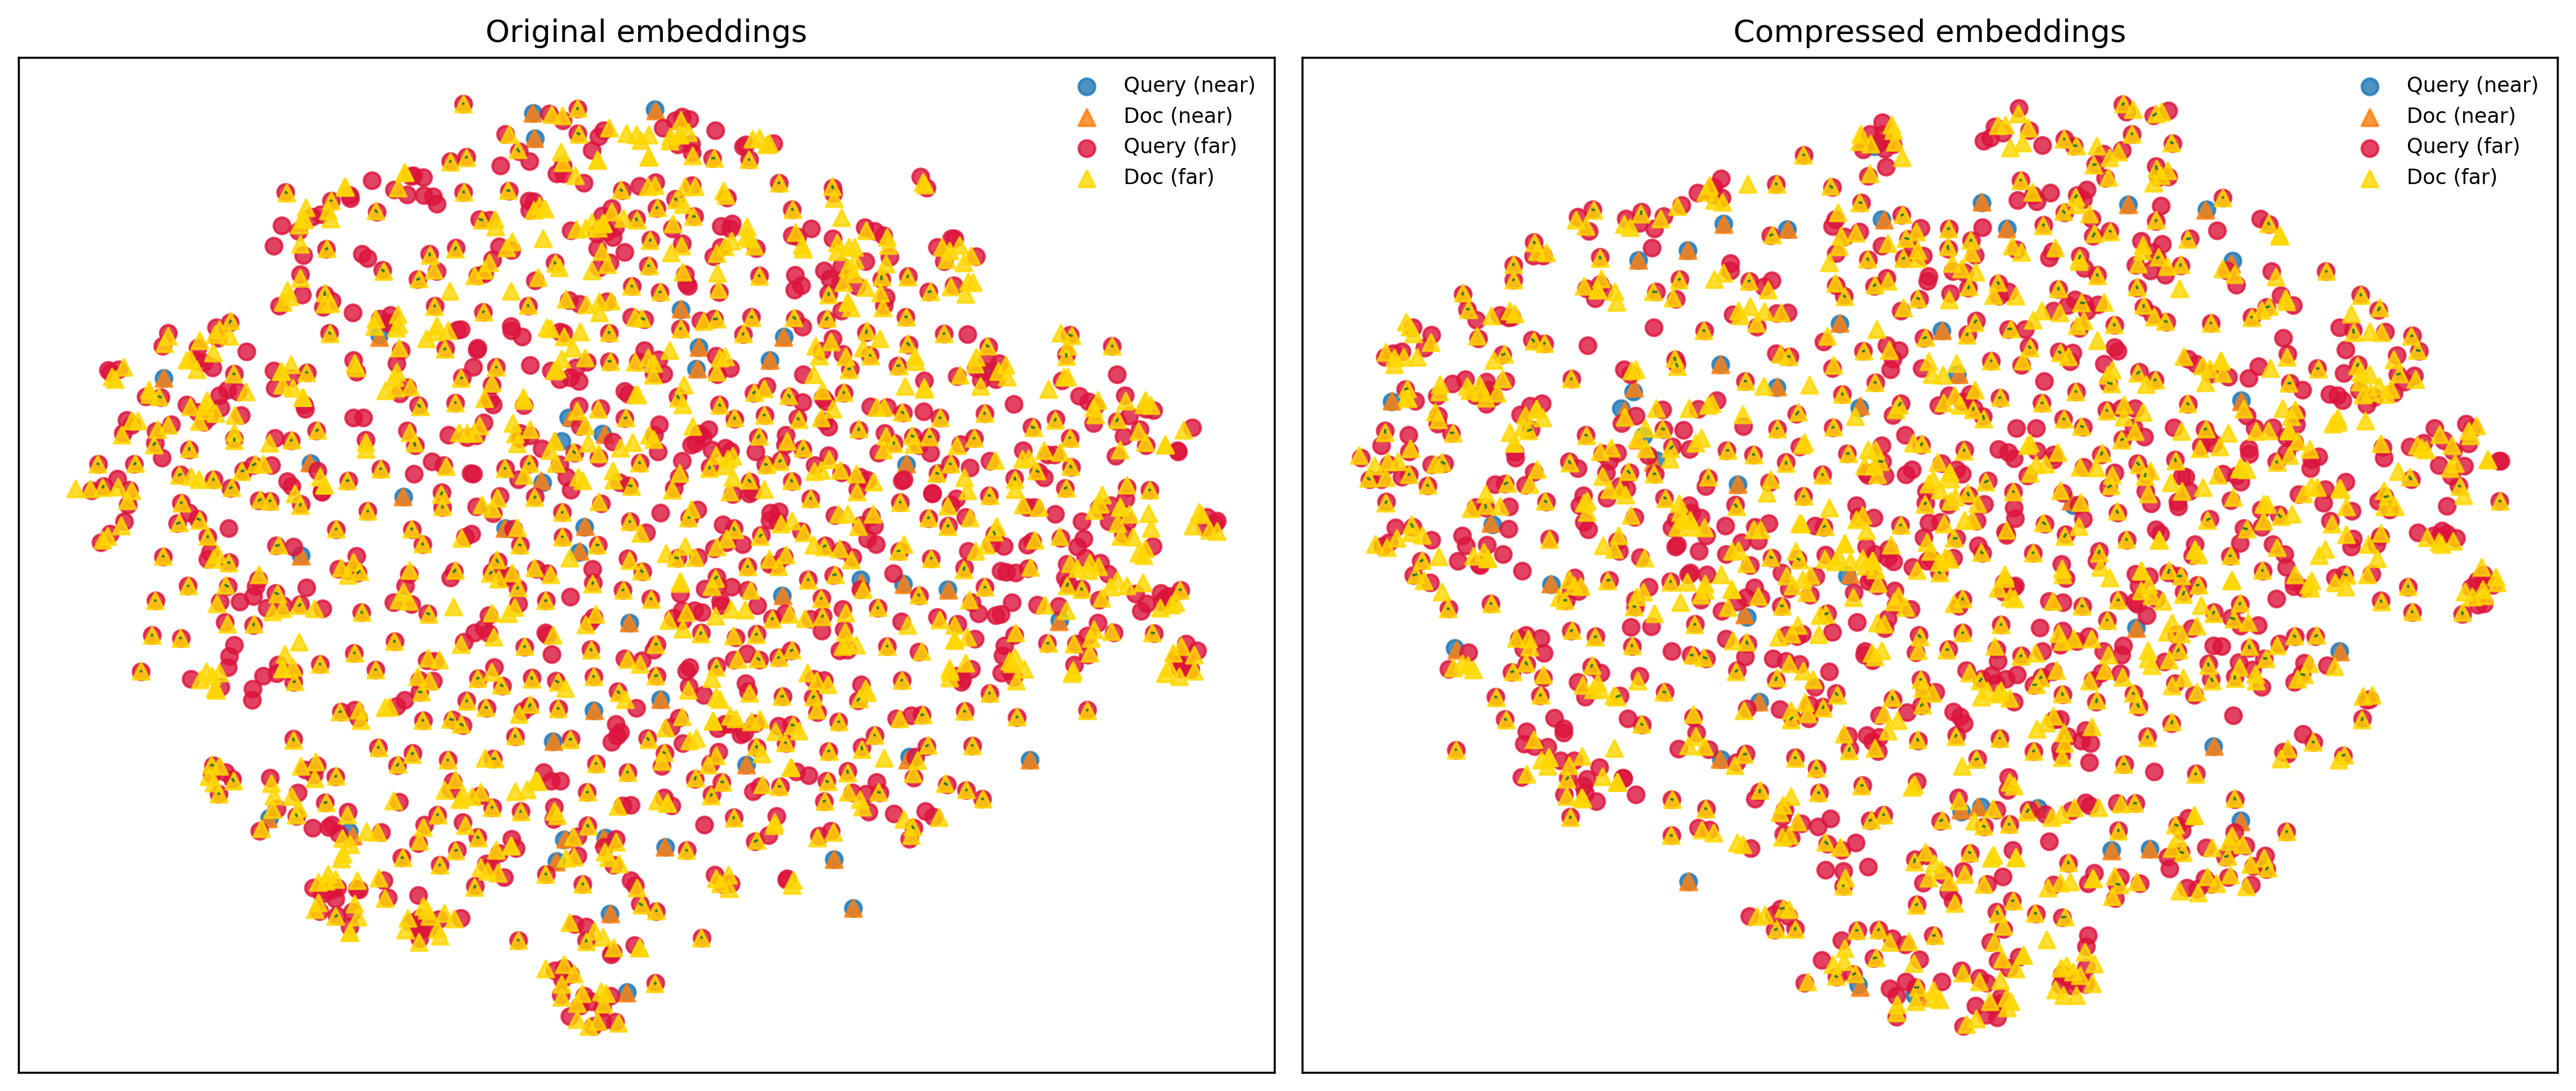 Original embeddings
Query (near)
Doc (near)
Query (far)
Doc (far)
Compressed embeddings
Query (near)
Doc (near)
Query (far)
Doc (far)